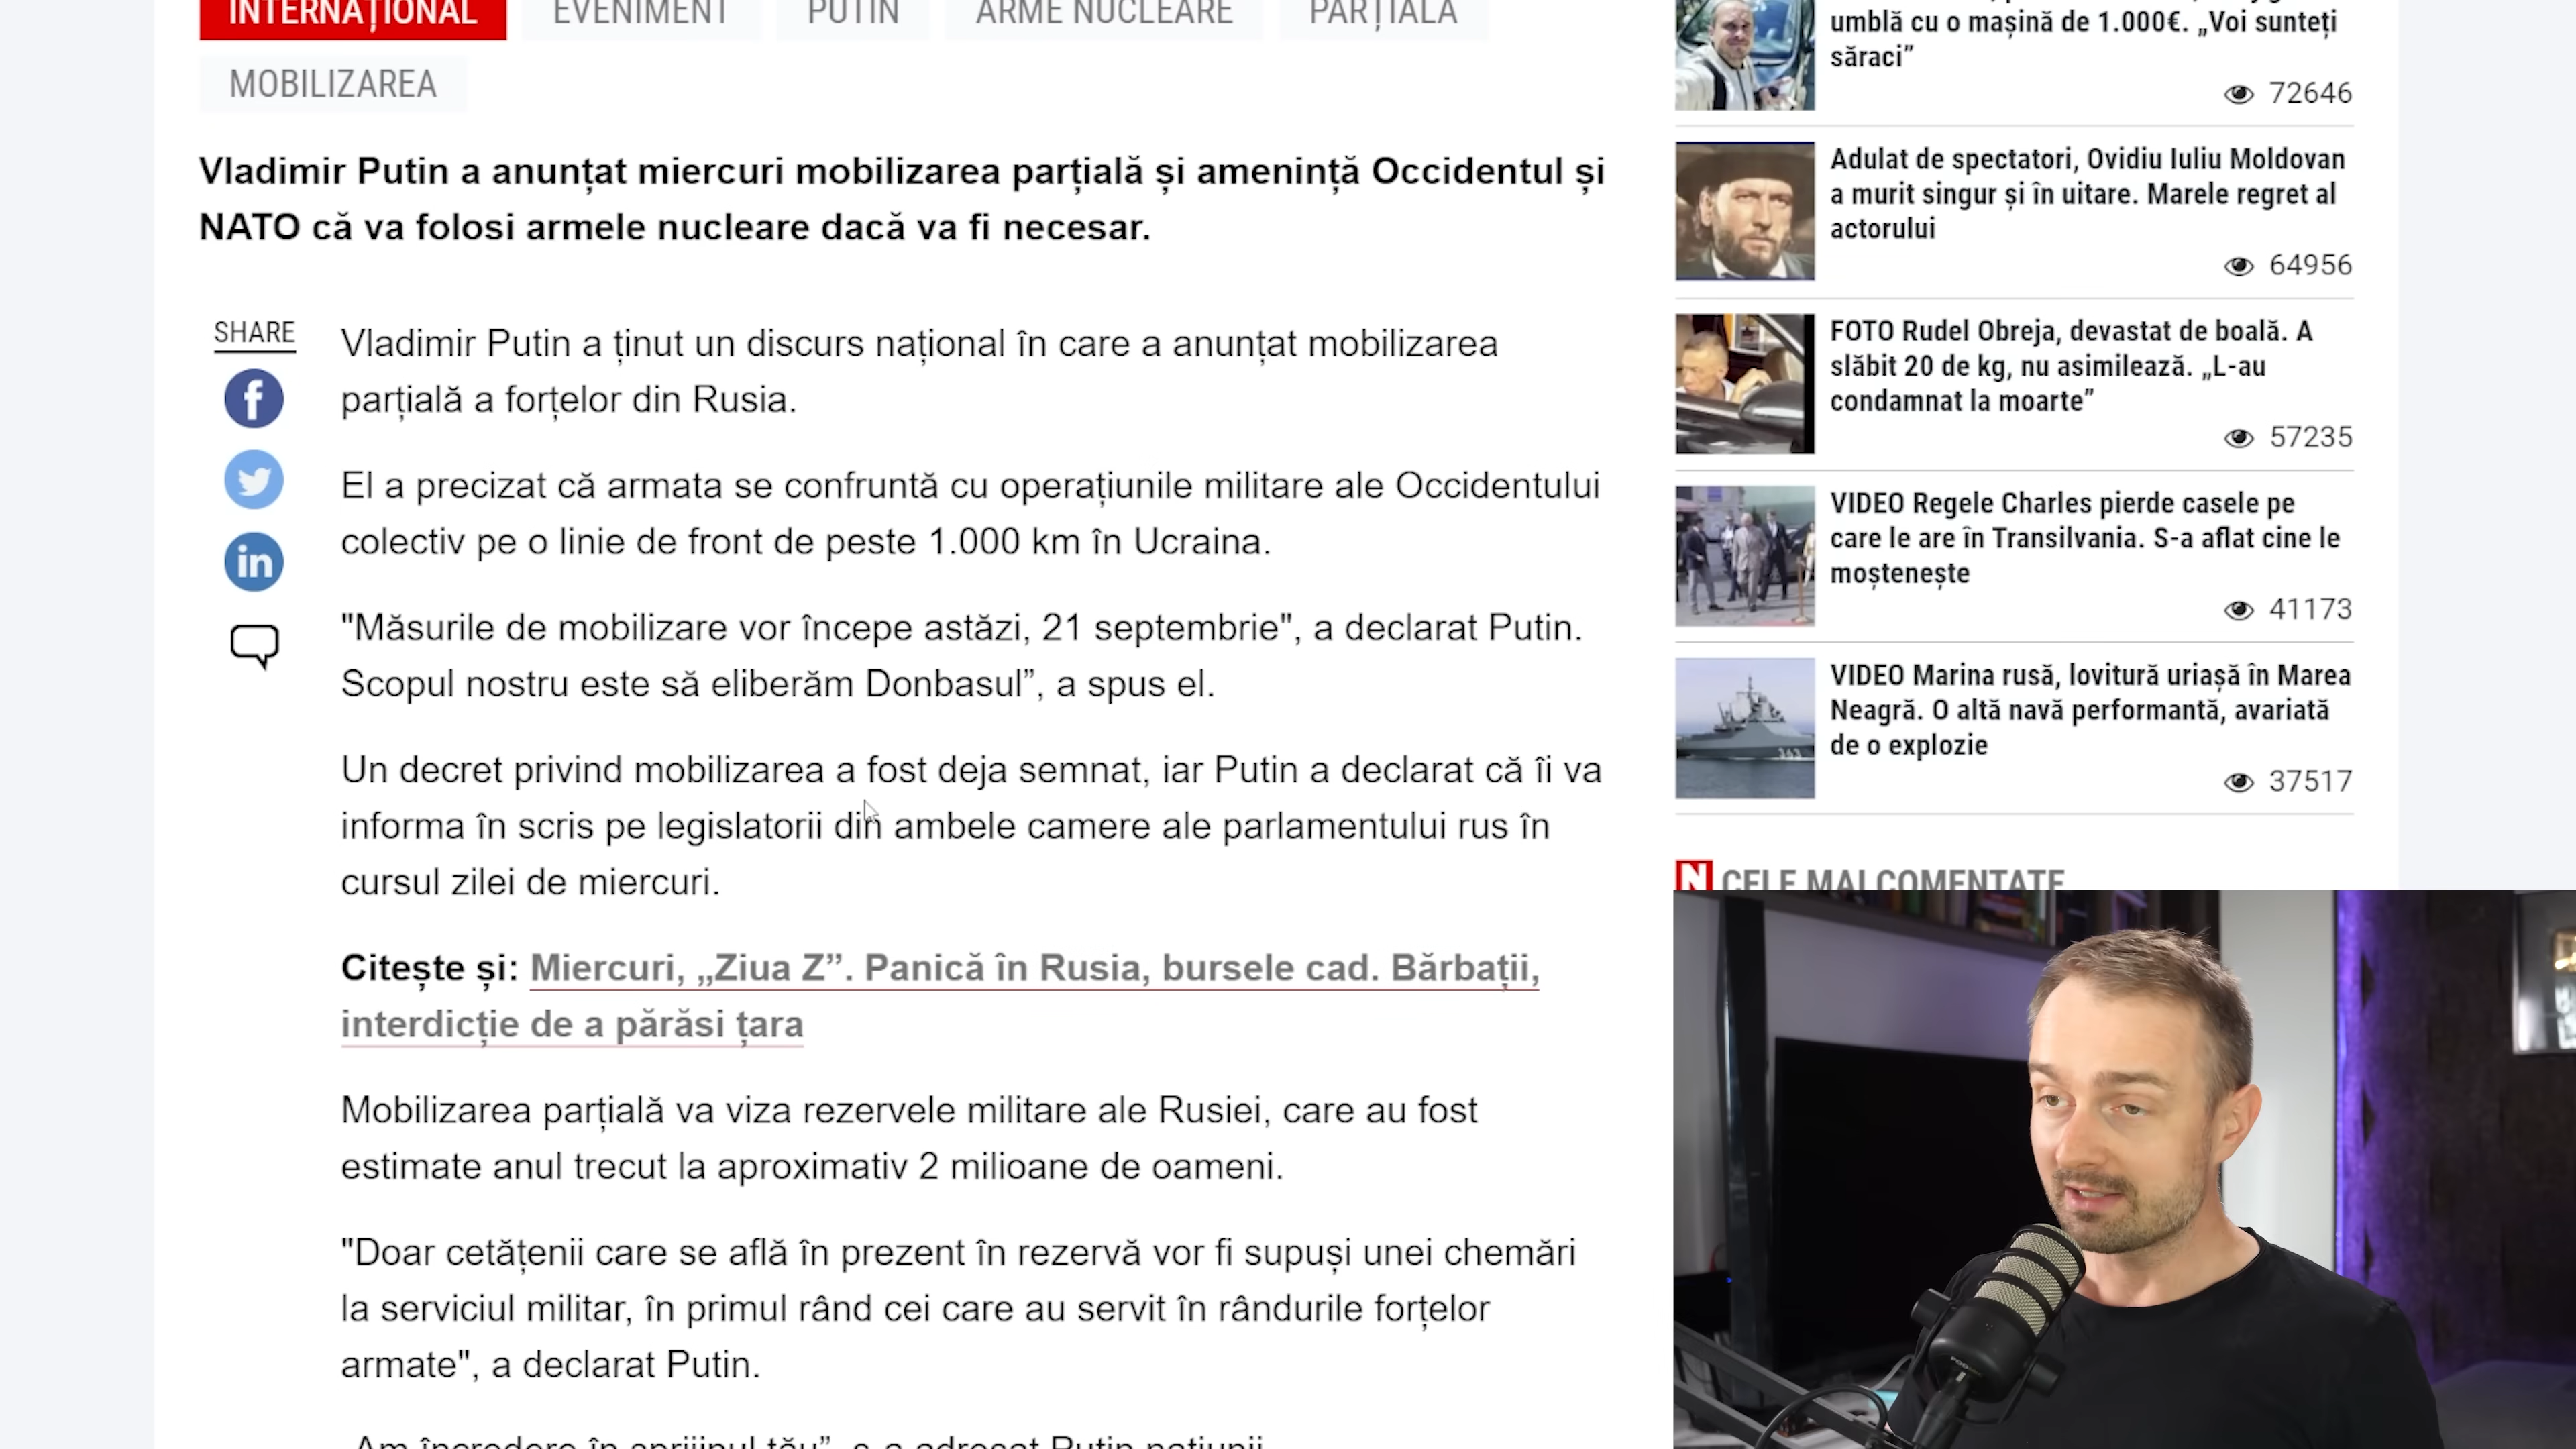 INTERNAȚIONAL
EVENIMENT
PUTIN
ARME NUCLEARE
PARȚIALĂ
MOBILIZAREA
Vladimir Putin a anunțat miercuri mobilizarea parțială și amenință Occidentul și
NATO că va folosi armele nucleare dacă va fi necesar.
SHARE
Vladimir Putin a ținut un discurs național în care a anunțat mobilizarea
parțială a forțelor din Rusia.
El a precizat că armata se confruntă cu operațiunile militare ale Occidentului
colectiv pe o linie de front de peste 1.000 km în Ucraina.
"Măsurile de mobilizare vor începe astăzi, 21 septembrie", a declarat Putin.
Scopul nostru este să eliberăm Donbasul”, a spus el.
Un decret privind mobilizarea a fost deja semnat, iar Putin a declarat că îi va
informa în scris pe legislatorii din ambele camere ale parlamentului rus în
cursul zilei de miercuri.
Citește și: Miercuri, „Ziua Z”. Panică în Rusia, bursele cad. Bărbații,
interdicție de a părăsi țara
Mobilizarea parțială va viza rezervele militare ale Rusiei, care au fost
estimate anul trecut la aproximativ 2 milioane de oameni.
"Doar cetățenii care se află în prezent în rezervă vor fi supuși unei chemări
la serviciul militar, în primul rând cei care au servit în rândurile forțelor
armate", a declarat Putin.
„Am încredere în sprijinul tău”, s-a adresat Putin națiunii.
umblă cu o mașină de 1.000€. „Voi sunteți
săraci”
72646
Adulat de spectatori, Ovidiu Iuliu Moldovan
a murit singur și în uitare. Marele regret al
actorului
64956
FOTO Rudel Obreja, devastat de boală. A
slăbit 20 de kg, nu asimilează. „L-au
condamnat la moarte”
57235
VIDEO Regele Charles pierde casele pe
care le are în Transilvania. S-a aflat cine le
moștenește
41173
VIDEO Marina rusă, lovitură uriașă în Marea
Neagră. O altă navă performantă, avariată
de o explozie
37517
N CELE MAI COMENTATE